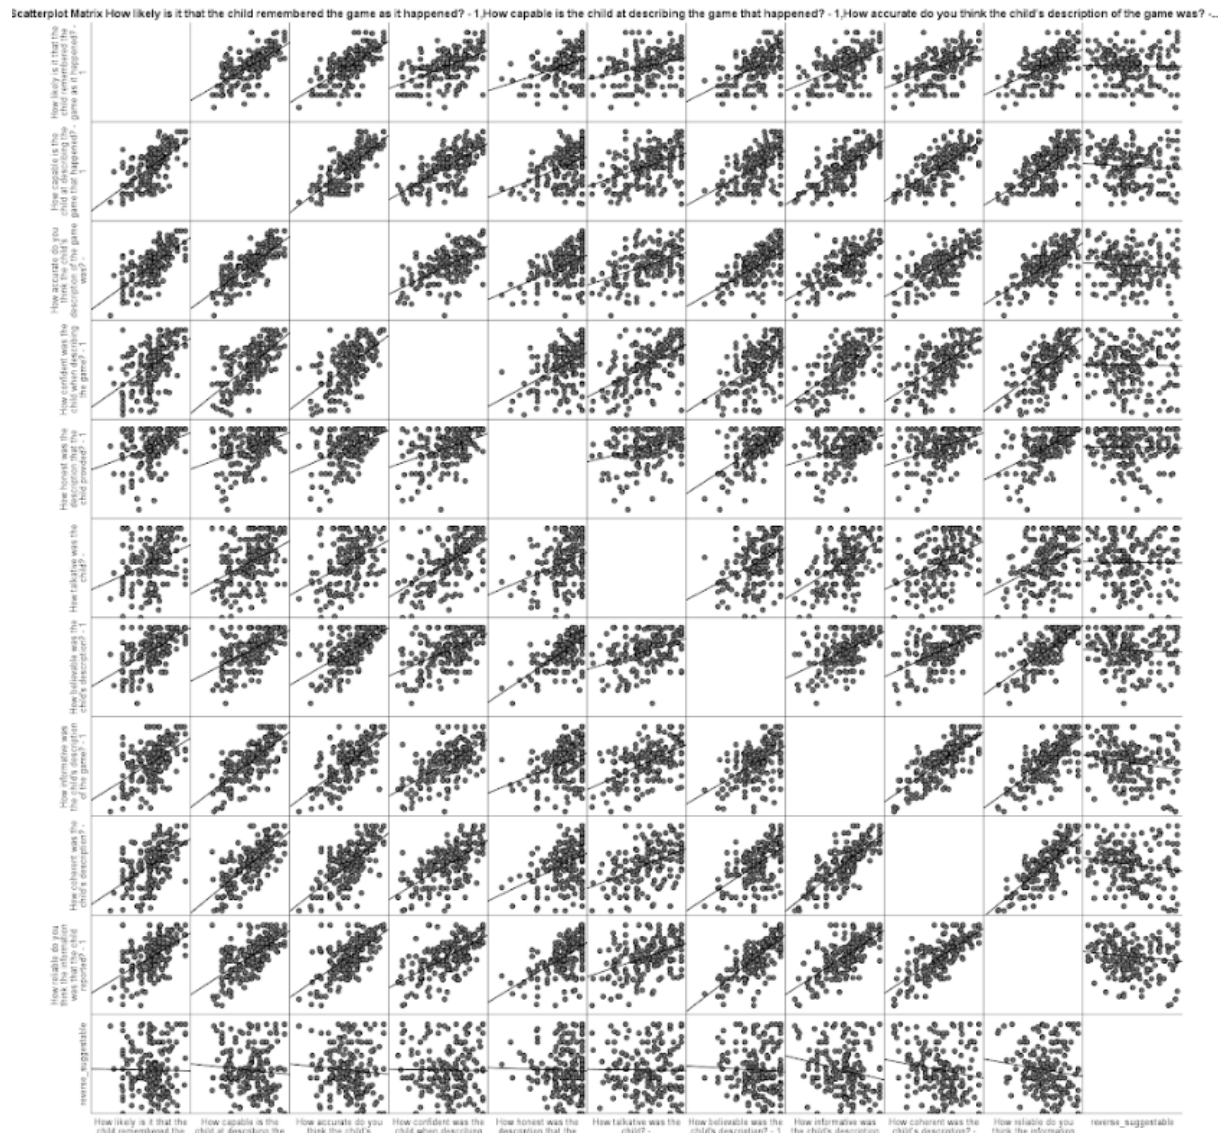 Scatterplot Matrix How likely is it that the child remembered the game as it happened? - 1,How capable is the child at describing the game that happened? - 1,How accurate do you think the child's description of the game was? -...
How likely is it that the
child remembered the
game as it happened? -
1
How capable is the
child at describing the
game that happened? -
1
How accurate do you
think the child's
description of the game
was? -
How confident was the
child when describing
the game? - 1
How honest was the
description that the
child provided? - 1
How talkative was the
child? -
How believable was the
child's description? - 1
How informative was
the child's description
of the game? - 1
How coherent was the
child's description? -
How reliable do you
think the information
was that the child
reported? - 1
reverse_suggestable
How likely is it that the
child remembered the
How capable is the
child at describing the
How accurate do you
think the child's
How confident was the
child when describing
How honest was the
description that the
How talkative was the
child? -
How believable was the
child's description? - 1
How informative was
the child's description
How coherent was the
child's description? -
How reliable do you
think the information
reverse_suggestable